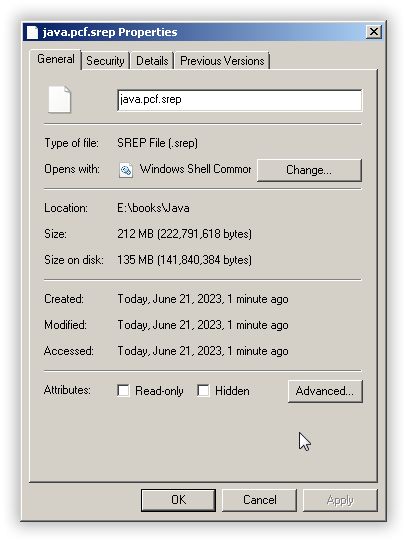 java.pcf.srep Properties
General Security Details Previous Versions
java.pcf.srep
Type of file: SREP File (.srep)
Opens with: Windows Shell Common Change...
Location: E:\books\Java
Size: 212 MB (222,791,618 bytes)
Size on disk: 135 MB (141,840,384 bytes)
Created: Today, June 21, 2023, 1 minute ago
Modified: Today, June 21, 2023, 1 minute ago
Accessed: Today, June 21, 2023, 1 minute ago
Attributes: Read-only Hidden Advanced...
OK Cancel Apply